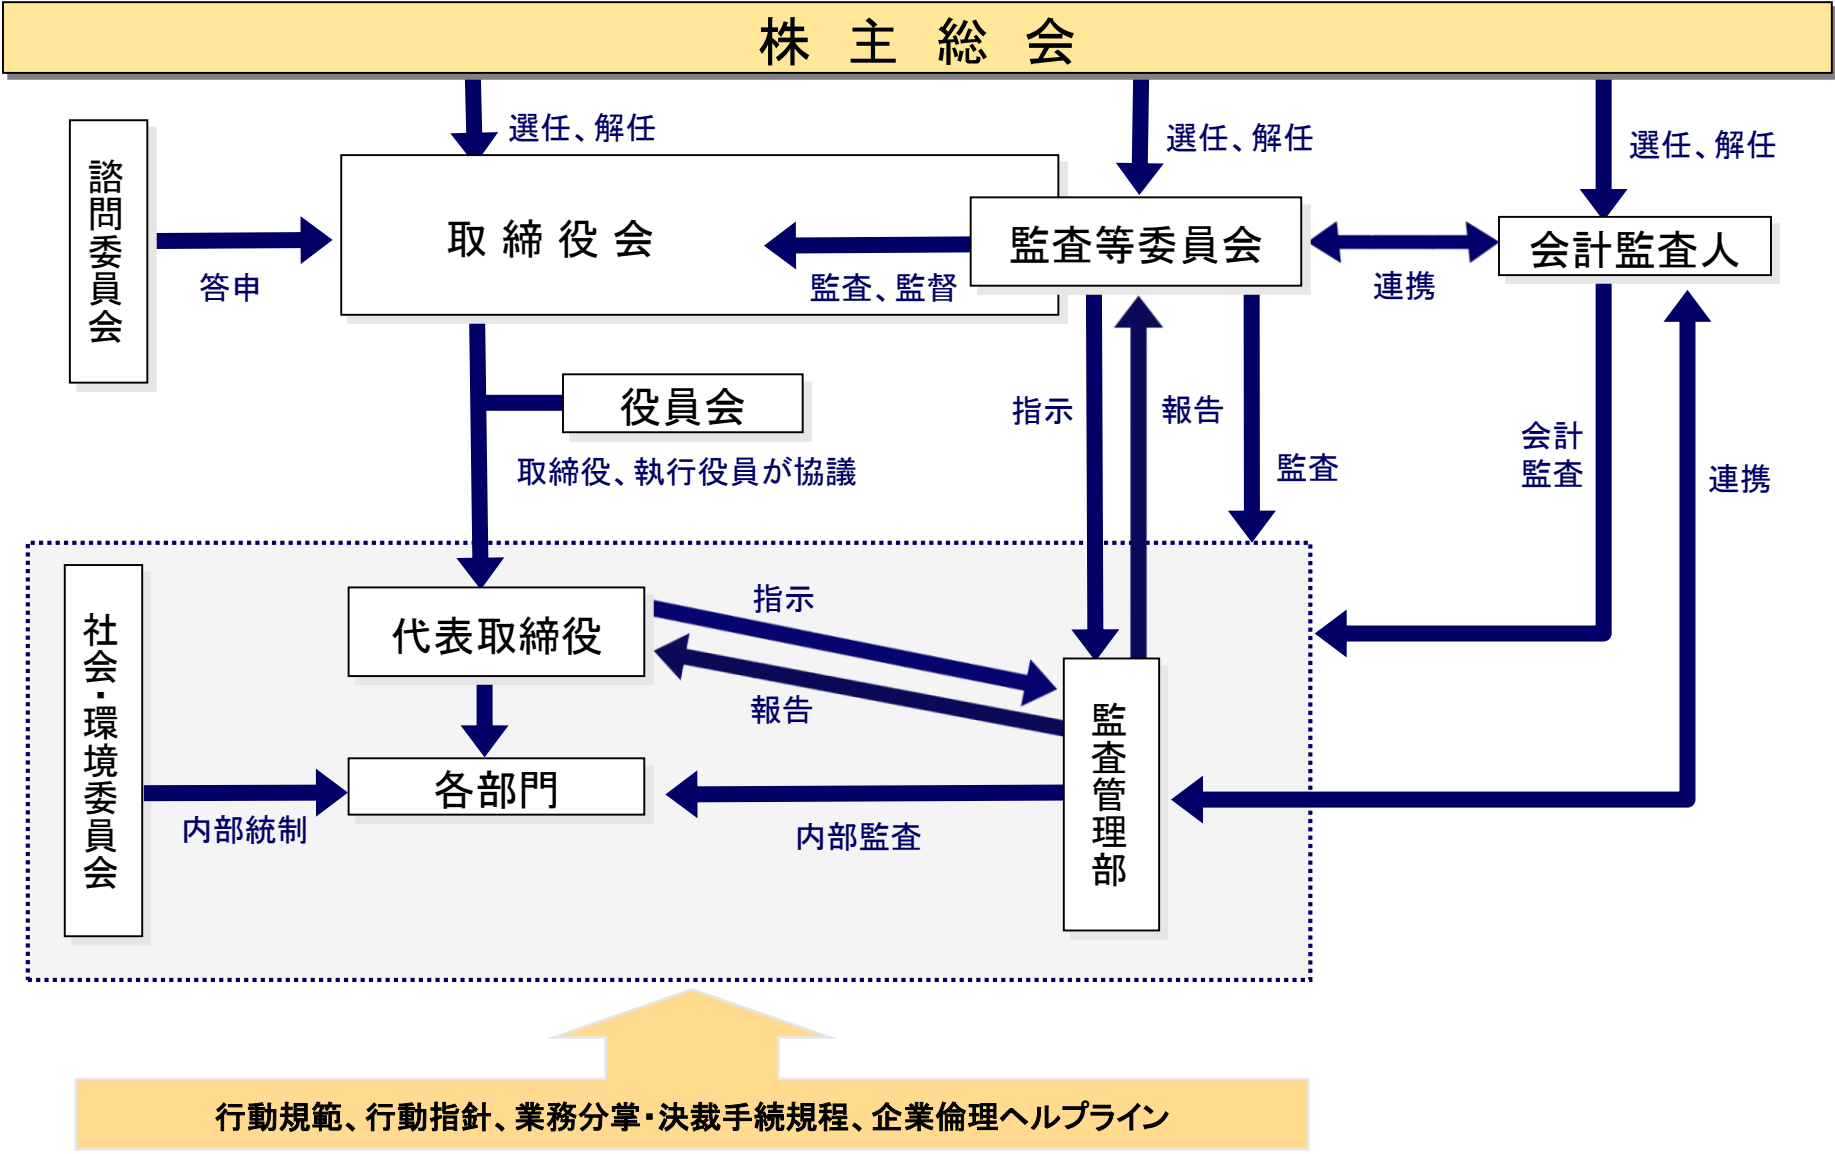 株 主 総 会
選任、解任
選任、解任
選任、解任
諮問委員会
答申
取 締 役 会
監査、監督
監査等委員会
連携
会計監査人
役員会
取締役、執行役員が協議
指示
報告
監査
会計
監査
連携
社会・環境委員会
代表取締役
指示
報告
各部門
内部統制
内部監査
監査管理部
行動規範、行動指針、業務分掌・決裁手続規程、企業倫理ヘルプライン